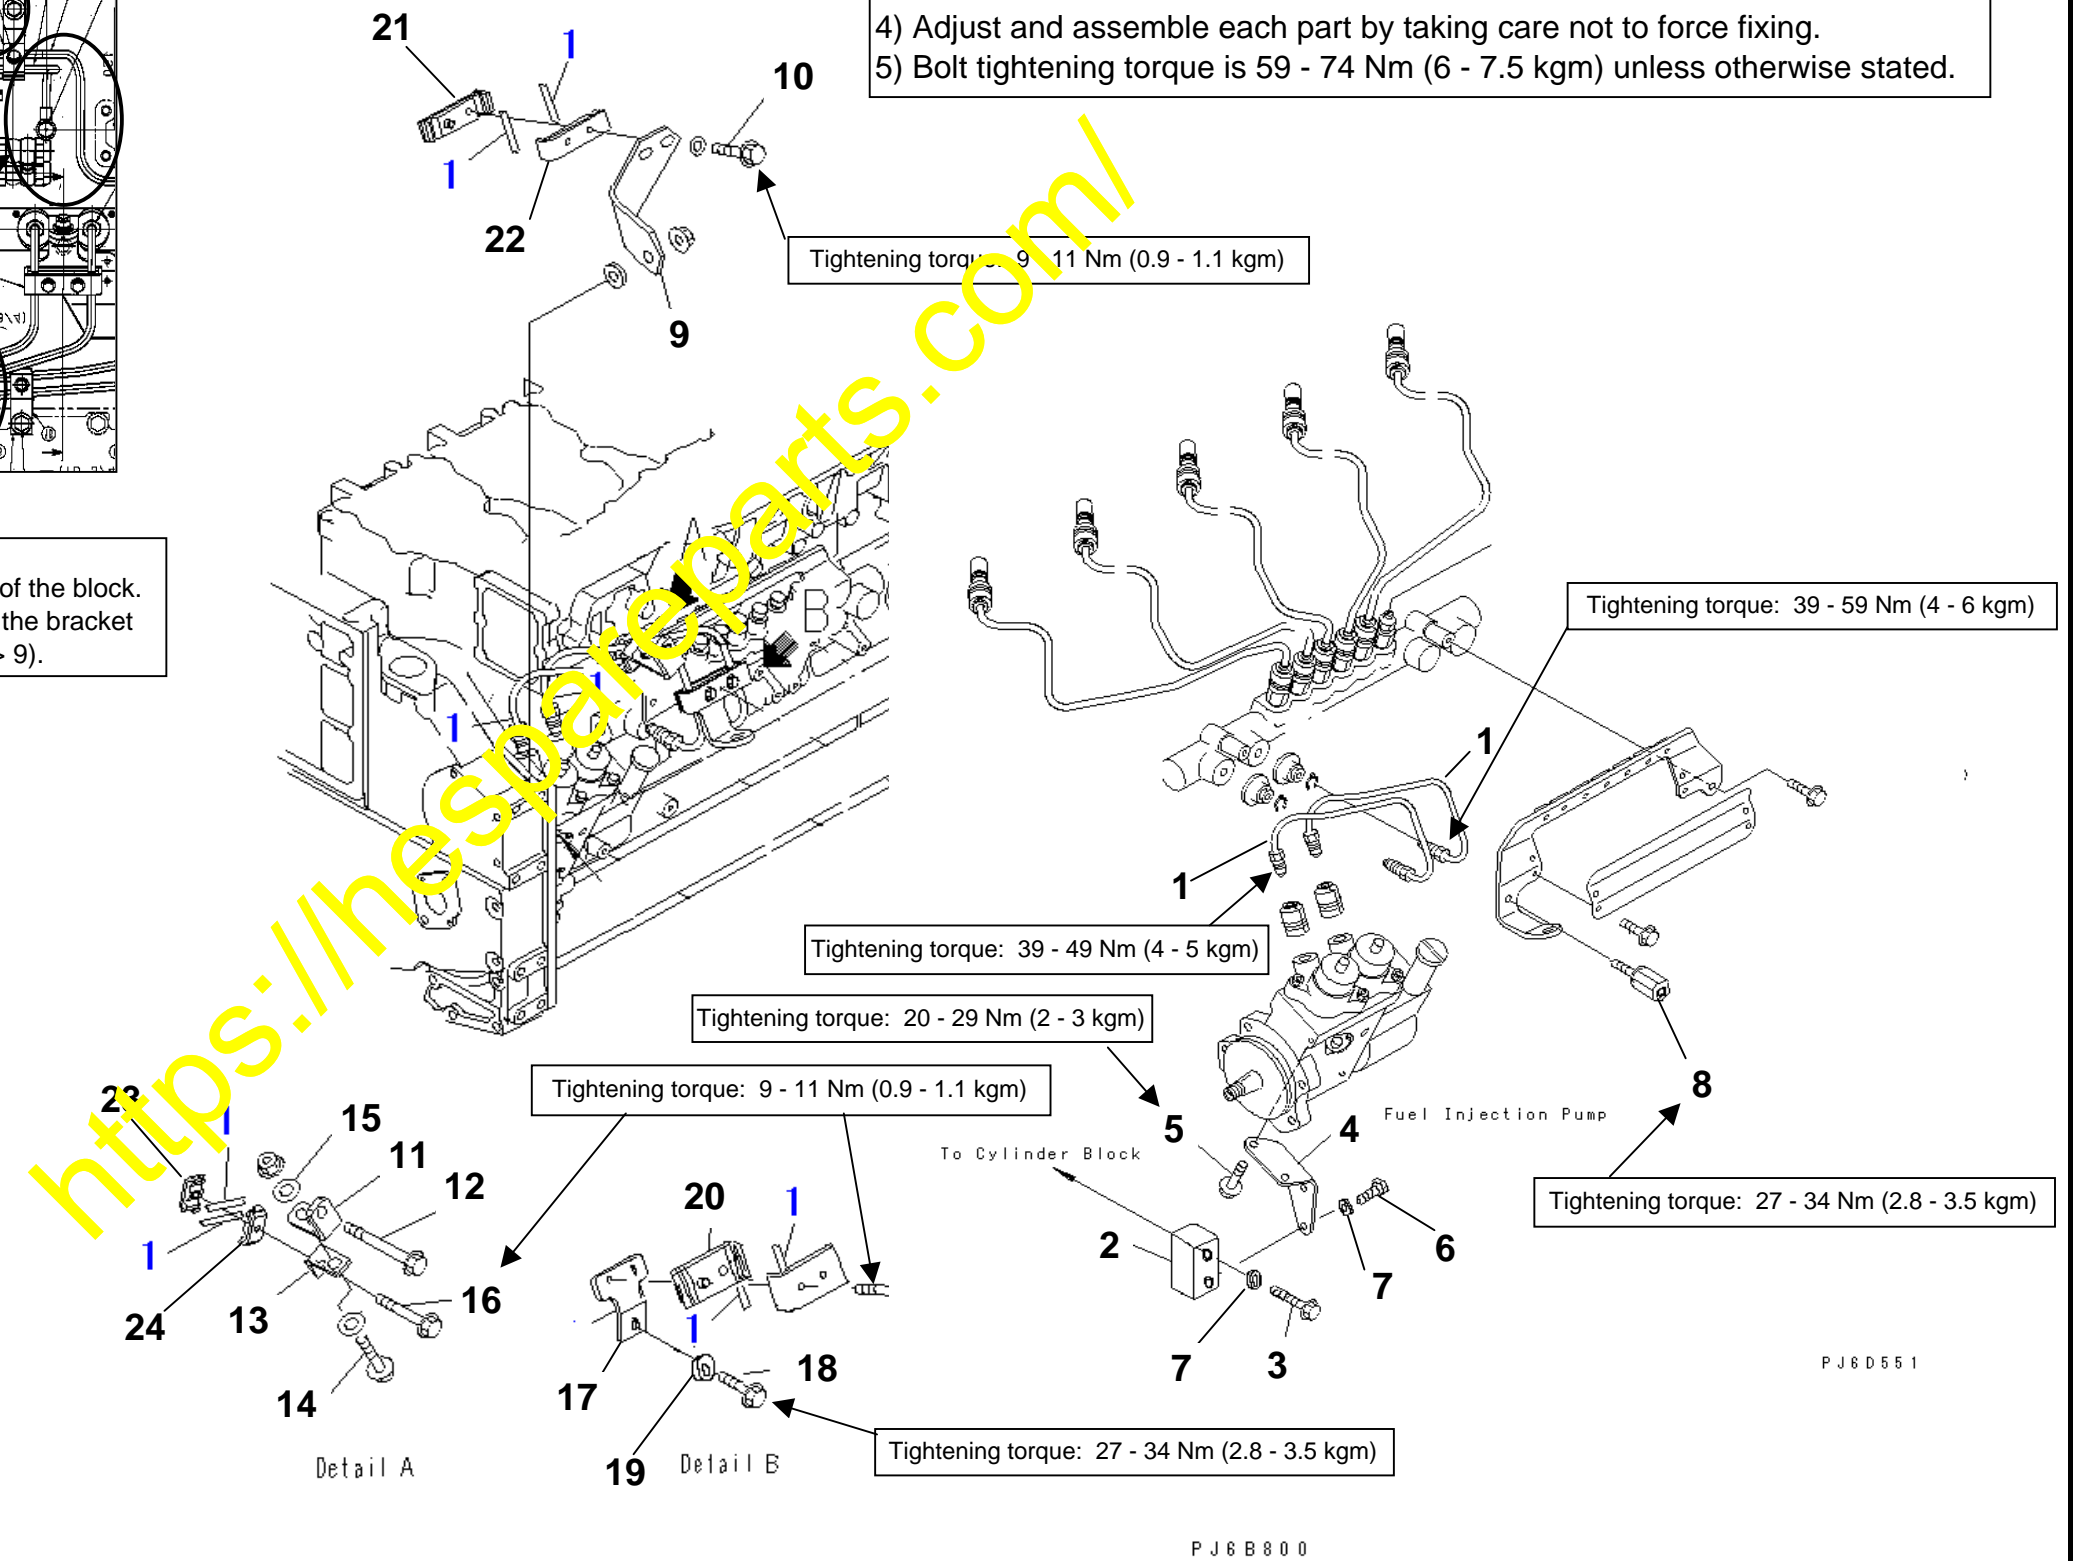 4) Adjust and assemble each part by taking care not to force fixing.
5) Bolt tightening torque is 59 - 74 Nm (6 - 7.5 kgm) unless otherwise stated.
21
1
10
1
22
Tightening torque: 9 - 11 Nm (0.9 - 1.1 kgm)
9
of the block.
the bracket
9).
Tightening torque: 39 - 59 Nm (4 - 6 kgm)
B
1
1
1
1
Tightening torque: 39 - 49 Nm (4 - 5 kgm)
Tightening torque: 20 - 29 Nm (2 - 3 kgm)
Tightening torque: 9 - 11 Nm (0.9 - 1.1 kgm)
8
23
1
15
5
4
Fuel Injection Pump
11
To Cylinder Block
12
20
1
Tightening torque: 27 - 34 Nm (2.8 - 3.5 kgm)
1
2
6
7
24
13
16
1
17
18
7
3
PJ6D551
14
19
Detail A
Detail B
Tightening torque: 27 - 34 Nm (2.8 - 3.5 kgm)
PJ6B800
https://hespareparts.com/